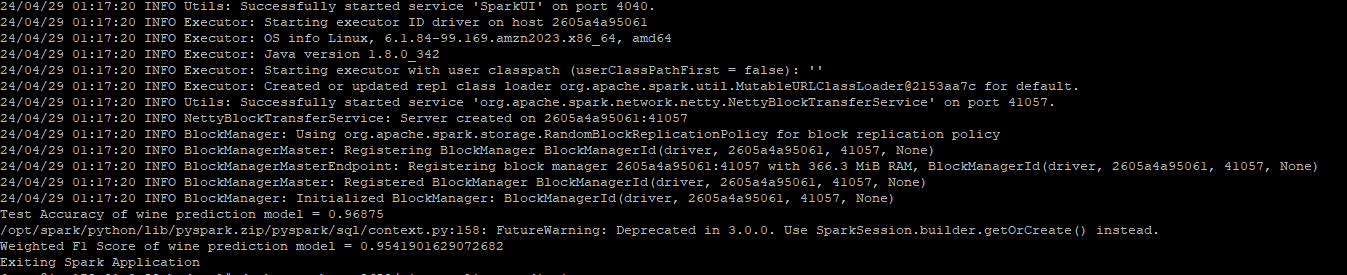 24/04/29 01:17:20 INFO Utils: Successfully started service 'SparkUI' on port 4040.
24/04/29 01:17:20 INFO Executor: Starting executor ID driver on host 2605a4a95061
24/04/29 01:17:20 INFO Executor: OS info Linux, 6.1.84-99.169.amzn2023.x86_64, amd64
24/04/29 01:17:20 INFO Executor: Java version 1.8.0_342
24/04/29 01:17:20 INFO Executor: Starting executor with user classpath (userClassPathFirst = false): ''
24/04/29 01:17:20 INFO Executor: Created or updated repl class loader org.apache.spark.util.MutableURLClassLoader@2153aa7c for default.
24/04/29 01:17:20 INFO Utils: Successfully started service 'org.apache.spark.network.netty.NettyBlockTransferService' on port 41057.
24/04/29 01:17:20 INFO NettyBlockTransferService: Server created on 2605a4a95061:41057
24/04/29 01:17:20 INFO BlockManager: Using org.apache.spark.storage.RandomBlockReplicationPolicy for block replication policy
24/04/29 01:17:20 INFO BlockManagerMaster: Registering BlockManager BlockManagerId(driver, 2605a4a95061, 41057, None)
24/04/29 01:17:20 INFO BlockManagerMasterEndpoint: Registering block manager 2605a4a95061:41057 with 366.3 MiB RAM, BlockManagerId(driver, 2605a4a95061, 41057, None)
24/04/29 01:17:20 INFO BlockManagerMaster: Registered BlockManager BlockManagerId(driver, 2605a4a95061, 41057, None)
24/04/29 01:17:20 INFO BlockManager: Initialized BlockManager: BlockManagerId(driver, 2605a4a95061, 41057, None)
Test Accuracy of wine prediction model = 0.96875
/opt/spark/python/lib/pyspark.zip/pyspark/sql/context.py:158: FutureWarning: Deprecated in 3.0.0. Use SparkSession.builder.getOrCreate() instead.
Weighted F1 Score of wine prediction model = 0.9541901629072682
Exiting Spark Application